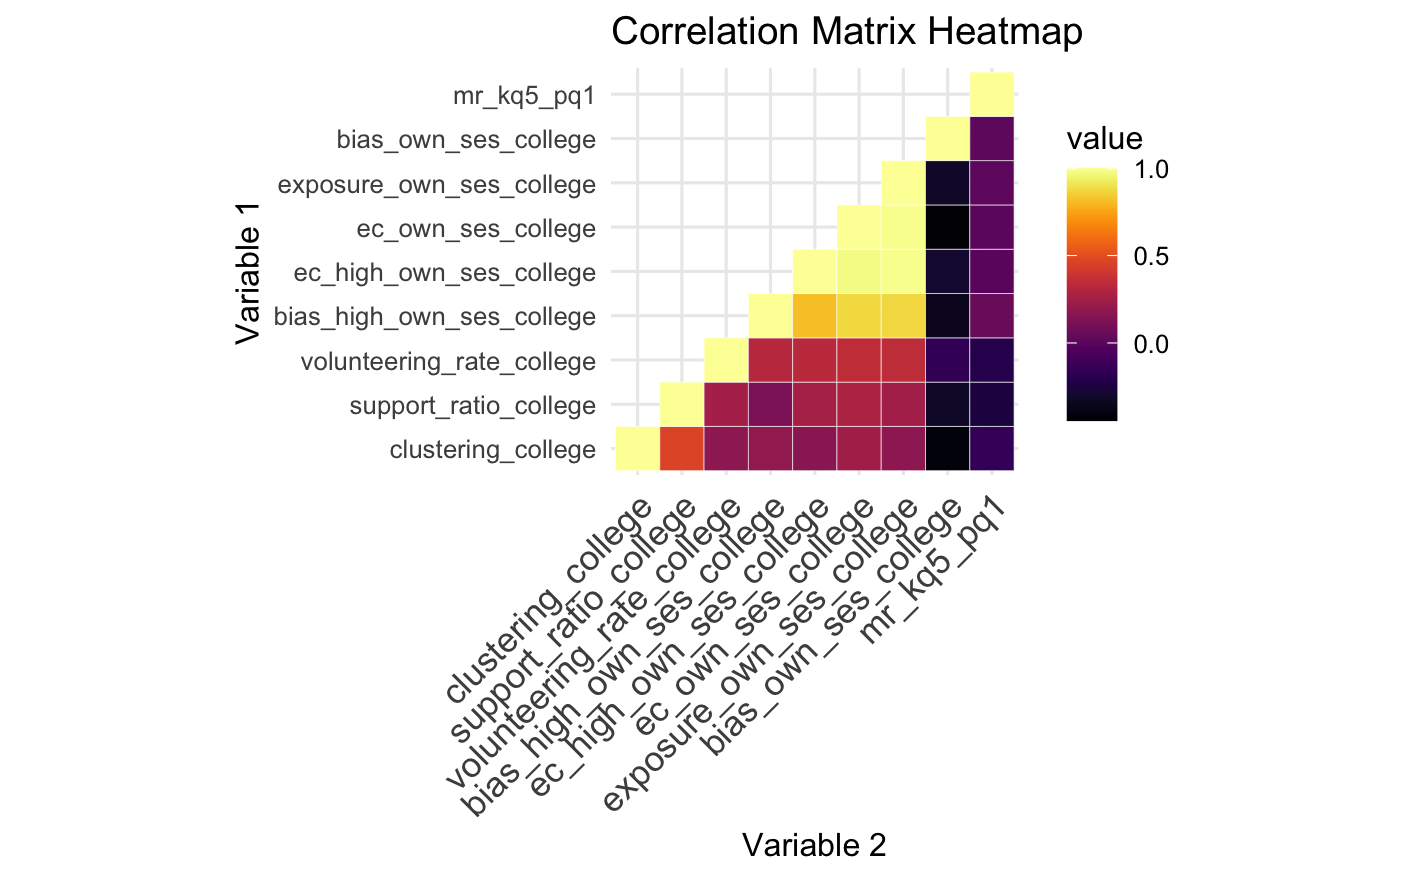 Correlation Matrix Heatmap
Variable 1
mr_kq5_pq1
bias_own_ses_college
exposure_own_ses_college
ec_own_ses_college
ec_high_own_ses_college
bias_high_own_ses_college
volunteering_rate_college
support_ratio_college
clustering_college
clustering_college
support_ratio_college
volunteering_rate_college
bias_high_own_ses_college
ec_high_own_ses_college
ec_own_ses_college
exposure_own_ses_college
bias_own_ses_college
mr_kq5_pq1
Variable 2
value
1.0
0.5
0.0